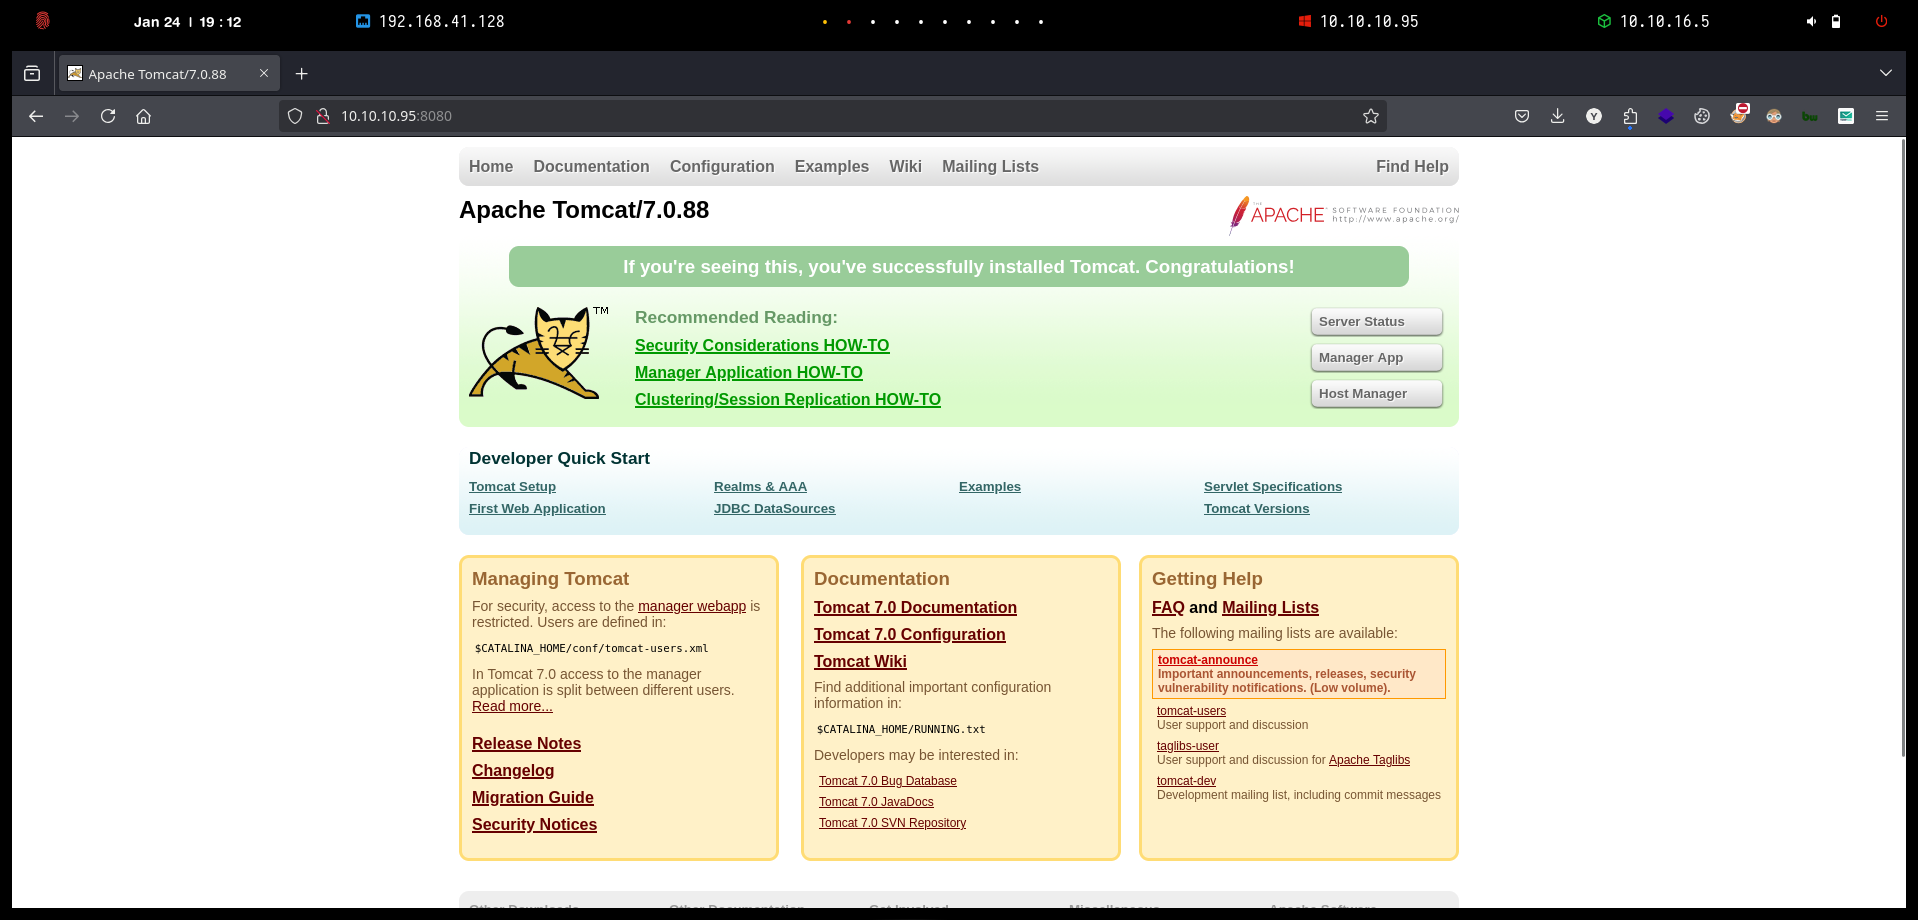 Jan 24 | 19:12
192.168.41.128
10.10.10.95
10.10.16.5
Apache Tomcat/7.0.88
10.10.10.95:8080
Y
bw
Home Documentation Configuration Examples Wiki Mailing Lists Find Help
Apache Tomcat/7.0.88
THE
APACHE
SOFTWARE FOUNDATION
http://www.apache.org/
If you're seeing this, you've successfully installed Tomcat. Congratulations!
TM
Recommended Reading:
Security Considerations HOW-TO
Manager Application HOW-TO
Clustering/Session Replication HOW-TO
Server Status
Manager App
Host Manager
Developer Quick Start
Tomcat Setup
First Web Application
Realms & AAA
JDBC DataSources
Examples
Servlet Specifications
Tomcat Versions
Managing Tomcat
For security, access to the manager webapp is
restricted. Users are defined in:
$CATALINA_HOME/conf/tomcat-users.xml
In Tomcat 7.0 access to the manager
application is split between different users.
Read more...
Release Notes
Changelog
Migration Guide
Security Notices
Documentation
Tomcat 7.0 Documentation
Tomcat 7.0 Configuration
Tomcat Wiki
Find additional important configuration
information in:
$CATALINA_HOME/RUNNING.txt
Developers may be interested in:
Tomcat 7.0 Bug Database
Tomcat 7.0 JavaDocs
Tomcat 7.0 SVN Repository
Getting Help
FAQ and Mailing Lists
The following mailing lists are available:
tomcat-announce
Important announcements, releases, security
vulnerability notifications. (Low volume).
tomcat-users
User support and discussion
taglibs-user
User support and discussion for Apache Taglibs
tomcat-dev
Development mailing list, including commit messages
Other Downloads Other Documentation Get Involved Miscellaneous Apache Software